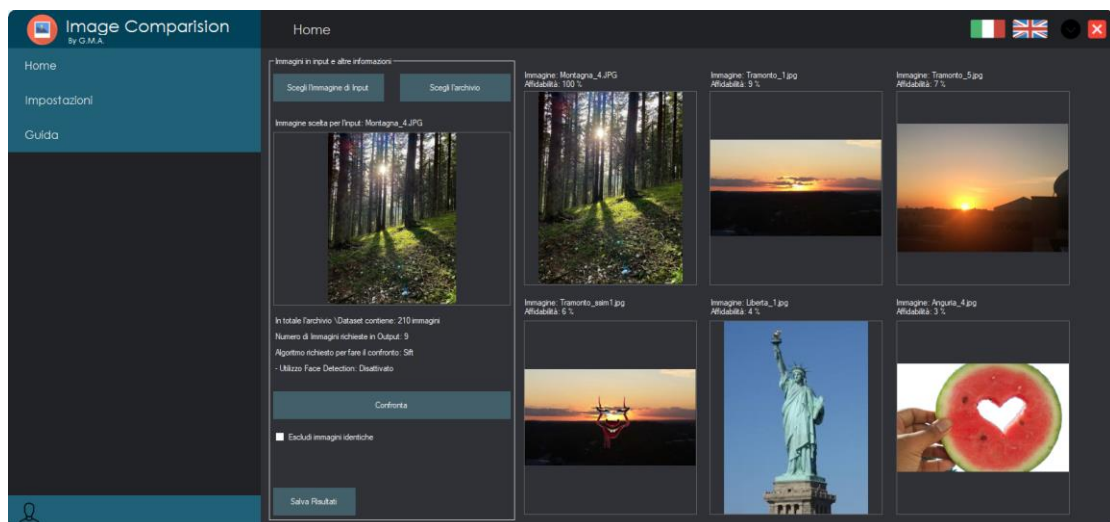 Image Comparision
By G.M.A.
Home
Home
Impostazioni
Guida
Immagini in input e altre informazioni
Scegli l'immagine di Input
Scegli l'archivio
Immagine scelta per l'input: Montagna_4.JPG
In totale l'archivio \Dataset contiene: 210 immagini
Numero di Immagini richieste in Output: 9
Algoritmo richiesto per fare il confronto: Sift
- Utilizzo Face Detection: Disattivato
Confronta
Escludi immagini identiche
Salva Risultati
Immagine: Montagna_4.JPG
Affidabilità: 100 %
Immagine: Tramonto_1.jpg
Affidabilità: 9 %
Immagine: Tramonto_5.jpg
Affidabilità: 7 %
Immagine: Tramonto_ssim1.jpg
Affidabilità: 6 %
Immagine: Liberta_1.jpg
Affidabilità: 4 %
Immagine: Anguria_4.jpg
Affidabilità: 3 %